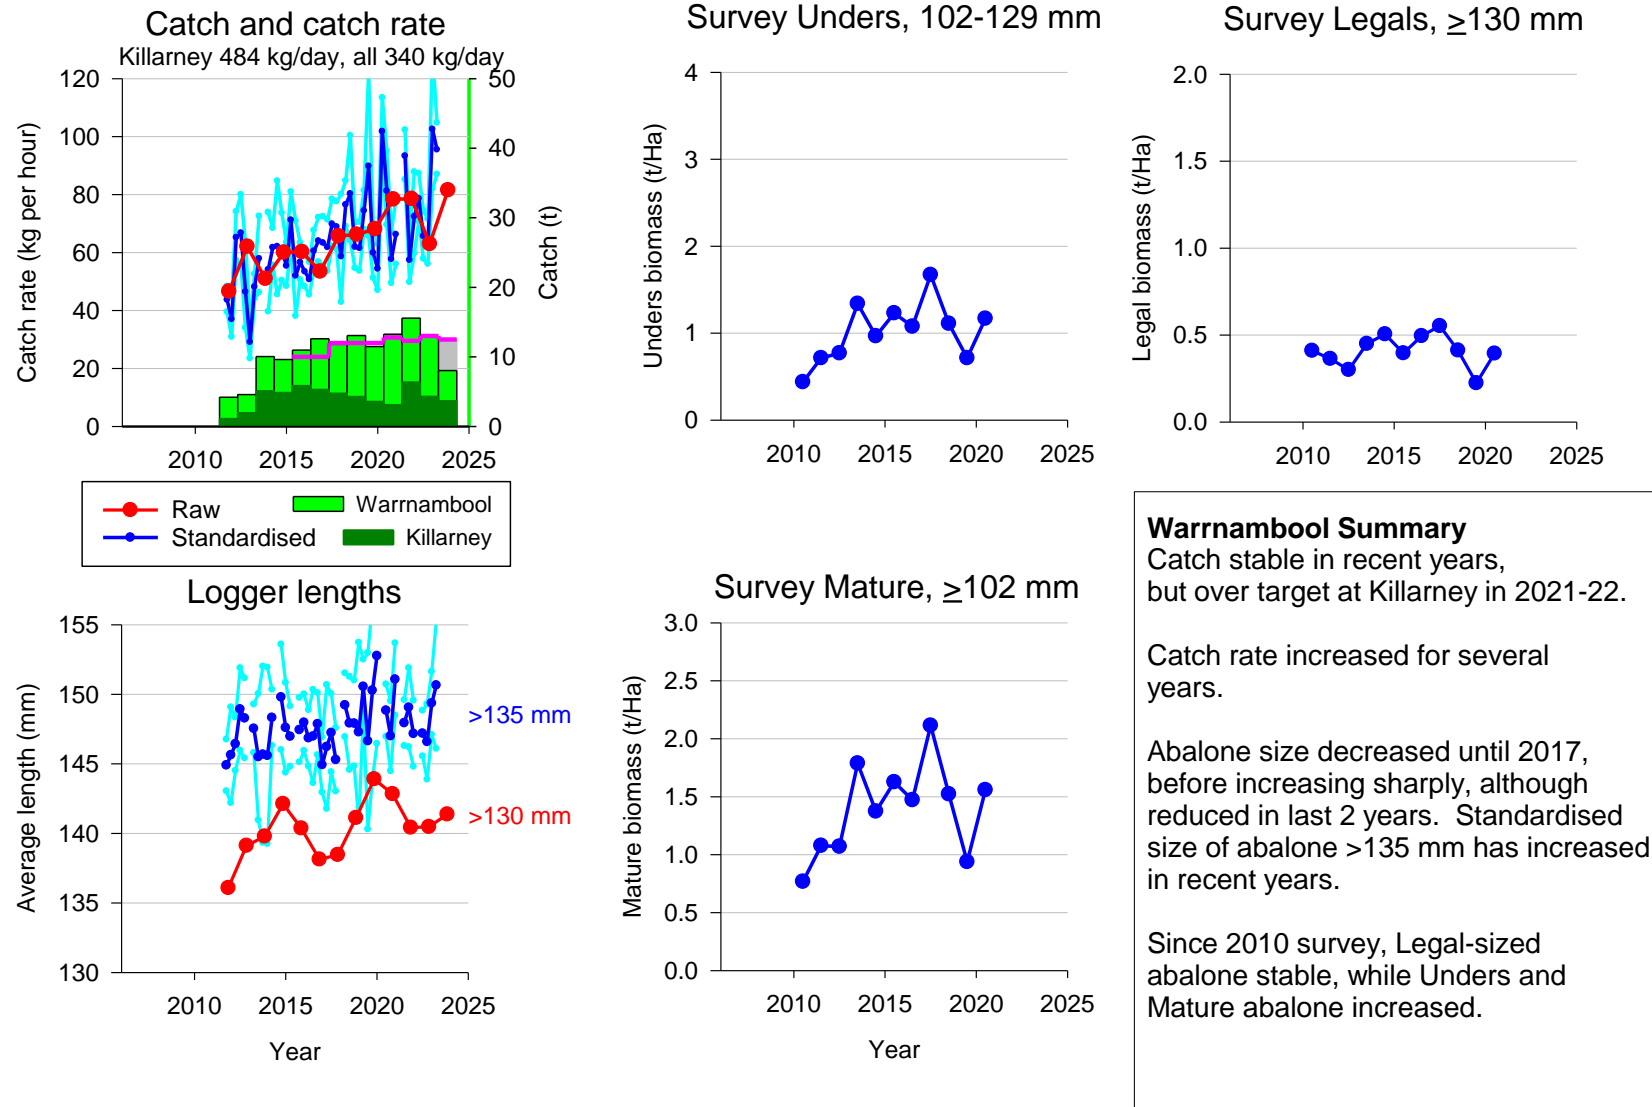 Catch and catch rate
Killarney 484 kg/day, all 340 kg/day
120
100
80
60
40
20
0
Catch rate (kg per hour)
50
40
30
20
10
0
Catch (t)
2010 2015 2020 2025
Raw
Standardised
Warrnambool
Killarney
Survey Unders, 102-129 mm
4
3
2
1
0
Unders biomass (t/Ha)
2010 2015 2020 2025
Survey Legals, ≥130 mm
2.0
1.5
1.0
0.5
0.0
Legal biomass (t/Ha)
2010 2015 2020 2025
Logger lengths
155
150
145
140
135
130
Average length (mm)
>135 mm
>130 mm
2010 2015 2020 2025
Year
Survey Mature, ≥102 mm
3.0
2.5
2.0
1.5
1.0
0.5
0.0
Mature biomass (t/Ha)
2010 2015 2020 2025
Year
Warrnambool Summary
Catch stable in recent years,
but over target at Killarney in 2021-22.
Catch rate increased for several
years.
Abalone size decreased until 2017,
before increasing sharply, although
reduced in last 2 years. Standardised
size of abalone >135 mm has increased
in recent years.
Since 2010 survey, Legal-sized
abalone stable, while Unders and
Mature abalone increased.